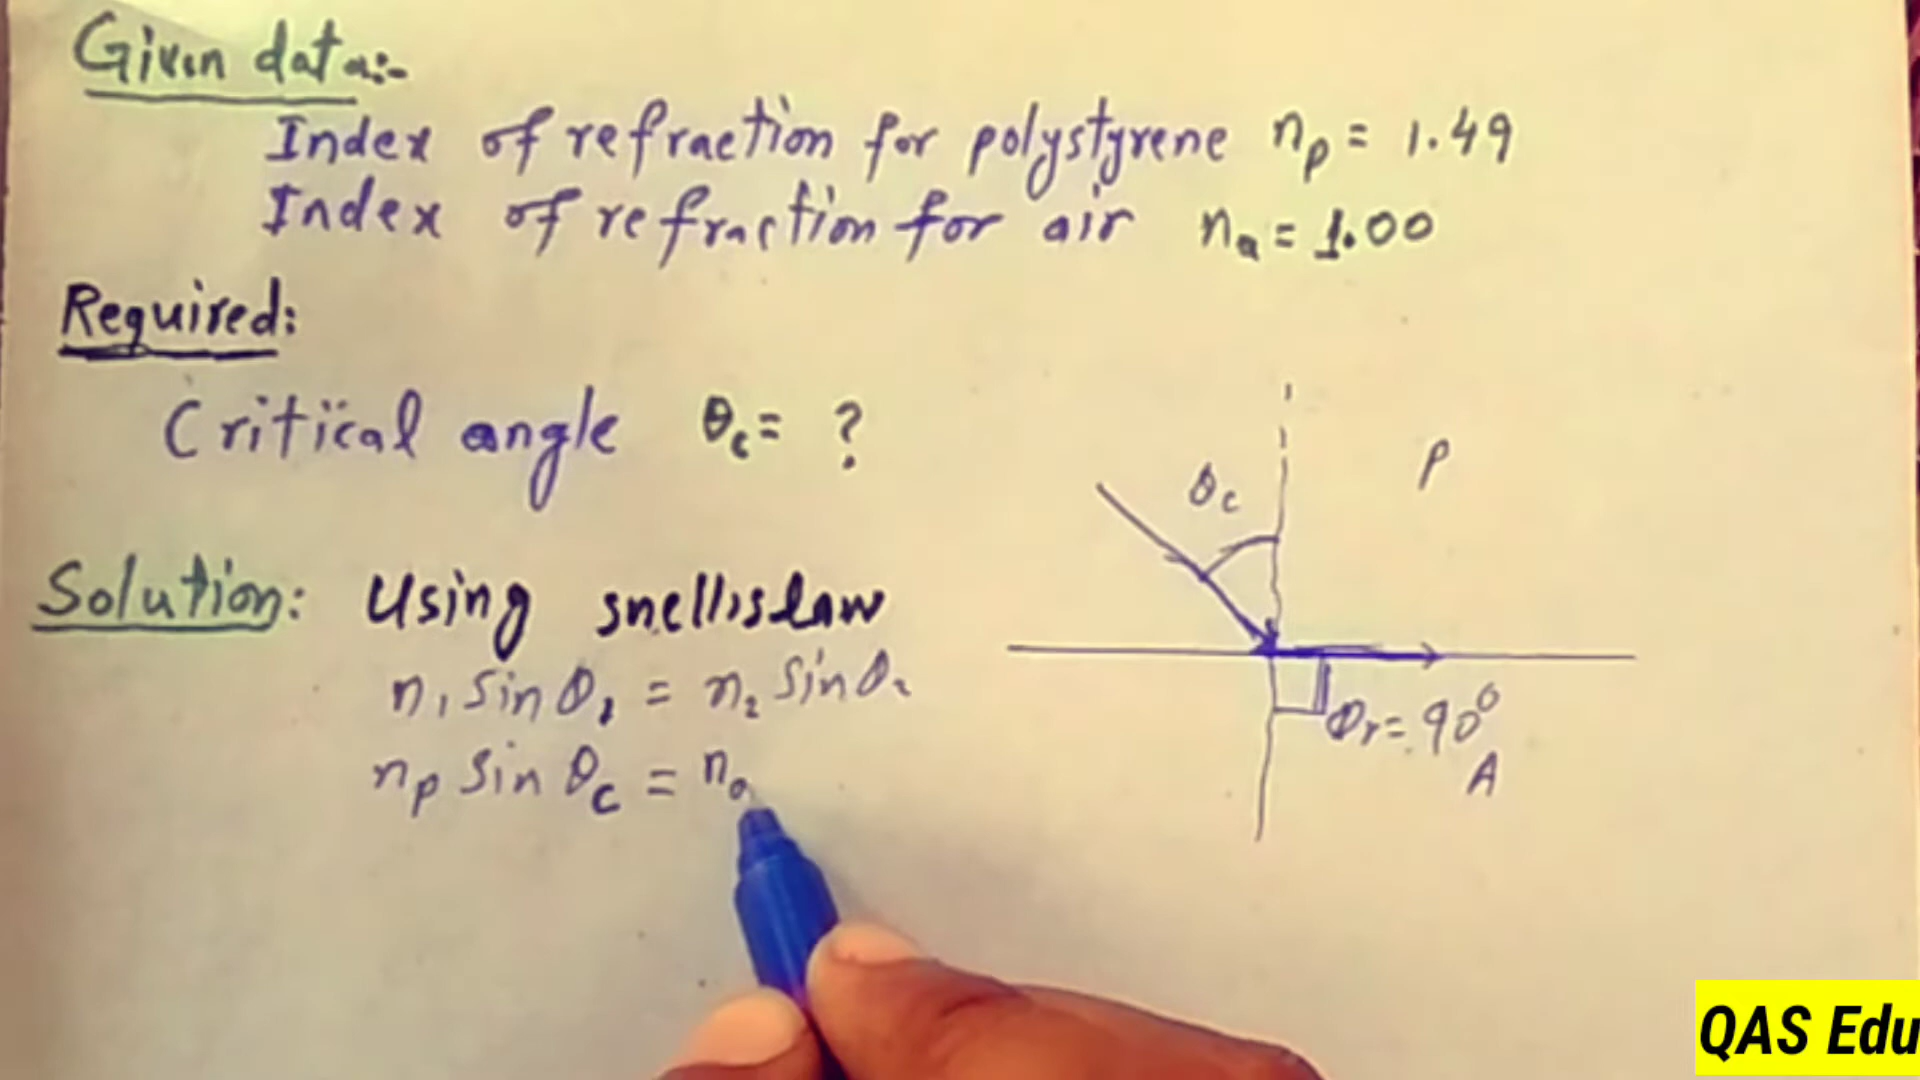 Given data:-
Index of refraction for polystyrene nₚ = 1.49
Index of refraction for air nₐ = 1.00
Required:
Critical angle θc = ?
Solution: Using snell's law
n₁ sin θ₁ = n₂ sin θ₂
nₚ sin θc = nₐ
θc
P
θr = 90°
A
QAS Edu